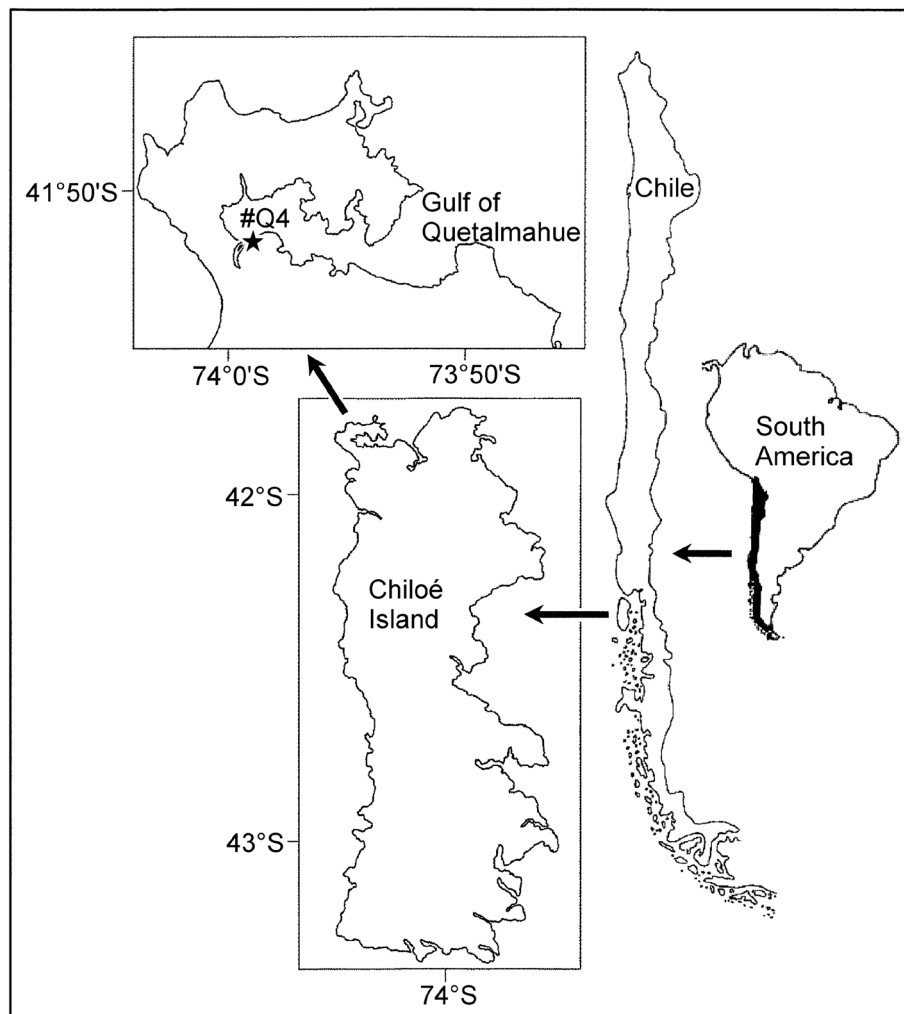 41°50'S
#Q4
Gulf of
Quetalmahue
74°0'S
73°50'S
Chile
South
America
42°S
Chiloé
Island
43°S
74°S